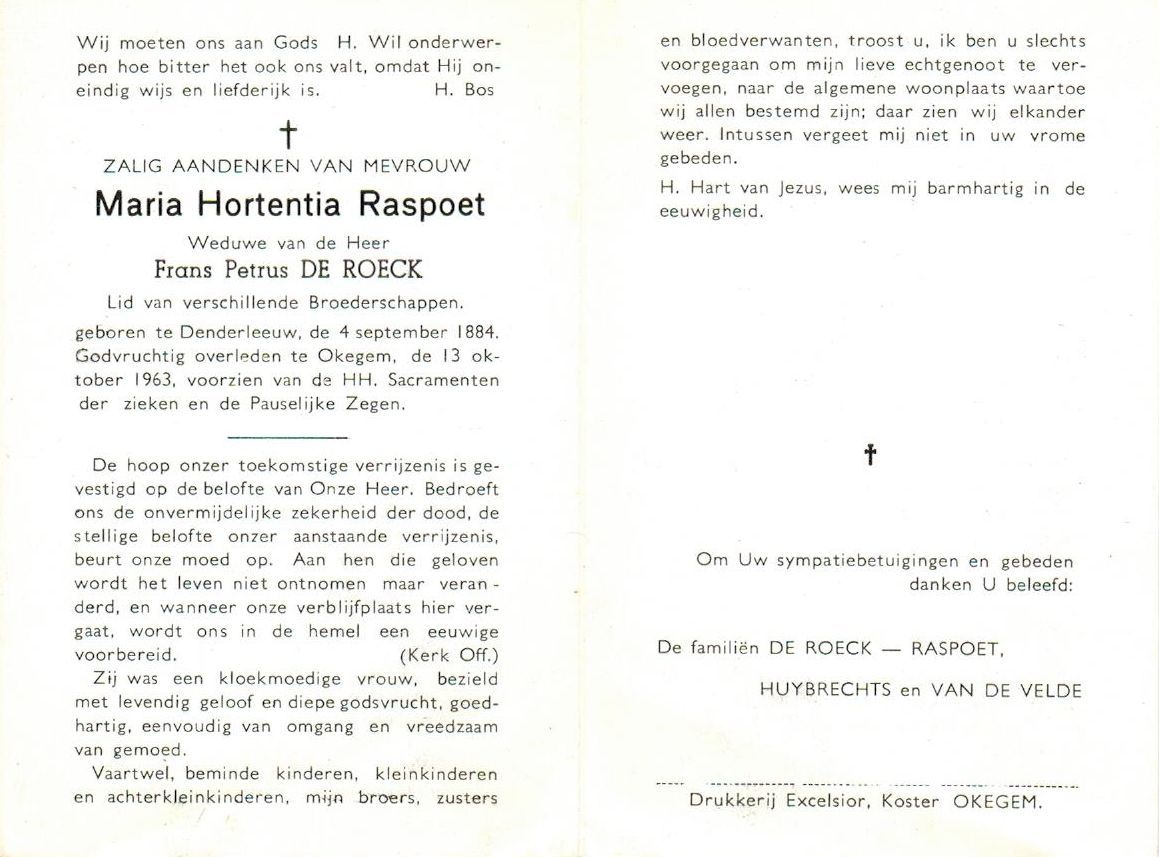 Wij moeten ons aan Gods H. Wil onderwer-
pen hoe bitter het ook ons valt, omdat Hij on-
eindig wijs en liefderijk is. H. Bos
ZALIG AANDENKEN VAN MEVROUW
Maria Hortentia Raspoet
Weduwe van de Heer
Frans Petrus DE ROECK
Lid van verschillende Broederschappen.
geboren te Denderleeuw, de 4 september 1884.
Godvruchtig overleden te Okegem, de 13 ok-
tober 1963, voorzien van de HH. Sacramenten
der zieken en de Pauselijke Zegen.
De hoop onzer toekomstige verrijzenis is ge-
vestigd op de belofte van Onze Heer. Bedroeft
ons de onvermijdelijke zekerheid der dood, de
stellige belofte onzer aanstaande verrijzenis,
beurt onze moed op. Aan hen die geloven
wordt het leven niet ontnomen maar veran-
derd, en wanneer onze verblijfplaats hier ver-
gaat, wordt ons in de hemel een eeuwige
voorbereid. (Kerk Off.)
Zij was een kloekmoedige vrouw, bezield
met levendig geloof en diepe godsvrucht, goed-
hartig, eenvoudig van omgang en vreedzaam
van gemoed.
Vaartwel, beminde kinderen, kleinkinderen
en achterkleinkinderen, mijn broers, zusters
en bloedverwanten, troost u, ik ben u slechts
voorgegaan om mijn lieve echtgenoot te ver-
voegen, naar de algemene woonplaats waartoe
wij allen bestemd zijn; daar zien wij elkander
weer. Intussen vergeet mij niet in uw vrome
gebeden.
H. Hart van Jezus, wees mij barmhartig in de
eeuwigheid.
Om Uw sympatiebetuigingen en gebeden
danken U beleefd:
De familiën DE ROECK — RASPOET,
HUYBRECHTS en VAN DE VELDE
Drukkerij Excelsior, Koster OKEGEM.